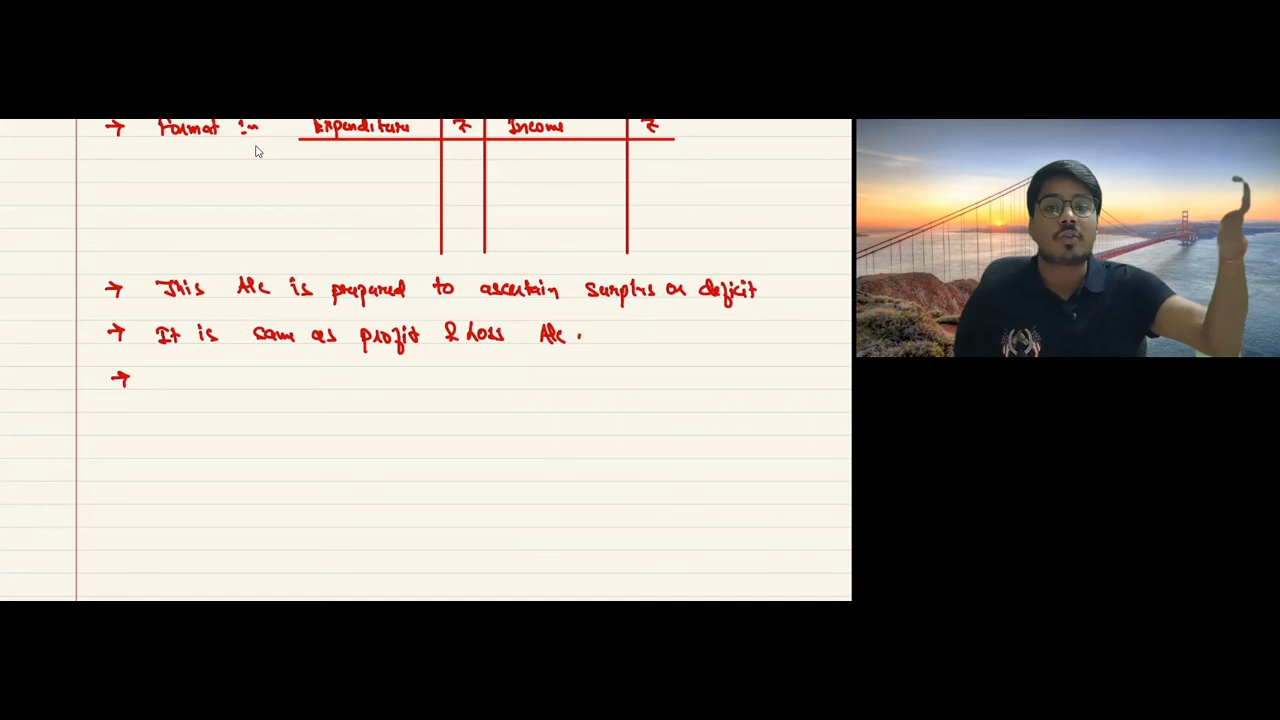 → Format :- Expenditure ₹ Income ₹
→ This A/c is prepared to ascertain surplus or deficit
→ It is same as profit & Loss A/c .
→